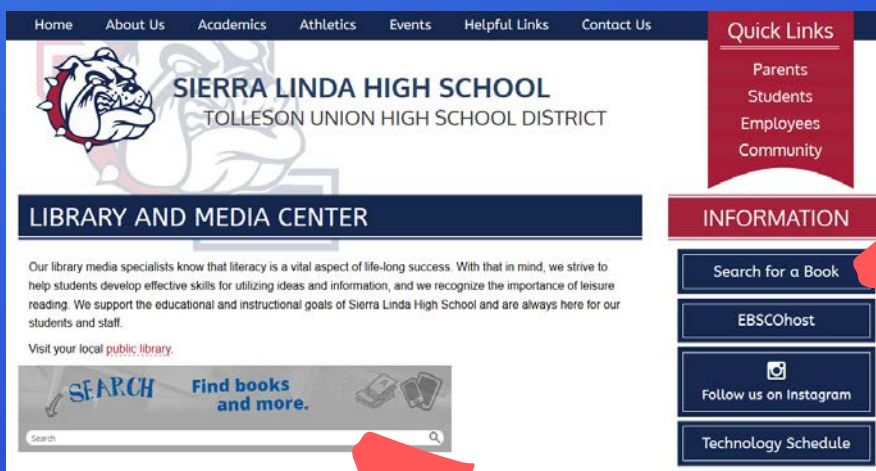 Home About Us Academics Athletics Events Helpful Links Contact Us
Quick Links
Parents
Students
Employees
Community
SIERRA LINDA HIGH SCHOOL
TOLLESON UNION HIGH SCHOOL DISTRICT
LIBRARY AND MEDIA CENTER
Our library media specialists know that literacy is a vital aspect of life-long success. With that in mind, we strive to
help students develop effective skills for utilizing ideas and information, and we recognize the importance of leisure
reading. We support the educational and instructional goals of Sierra Linda High School and are always here for our
students and staff.
Visit your local public library.
SEARCH Find books
and more.
Search
INFORMATION
Search for a Book
EBSCOhost
Follow us on Instagram
Technology Schedule